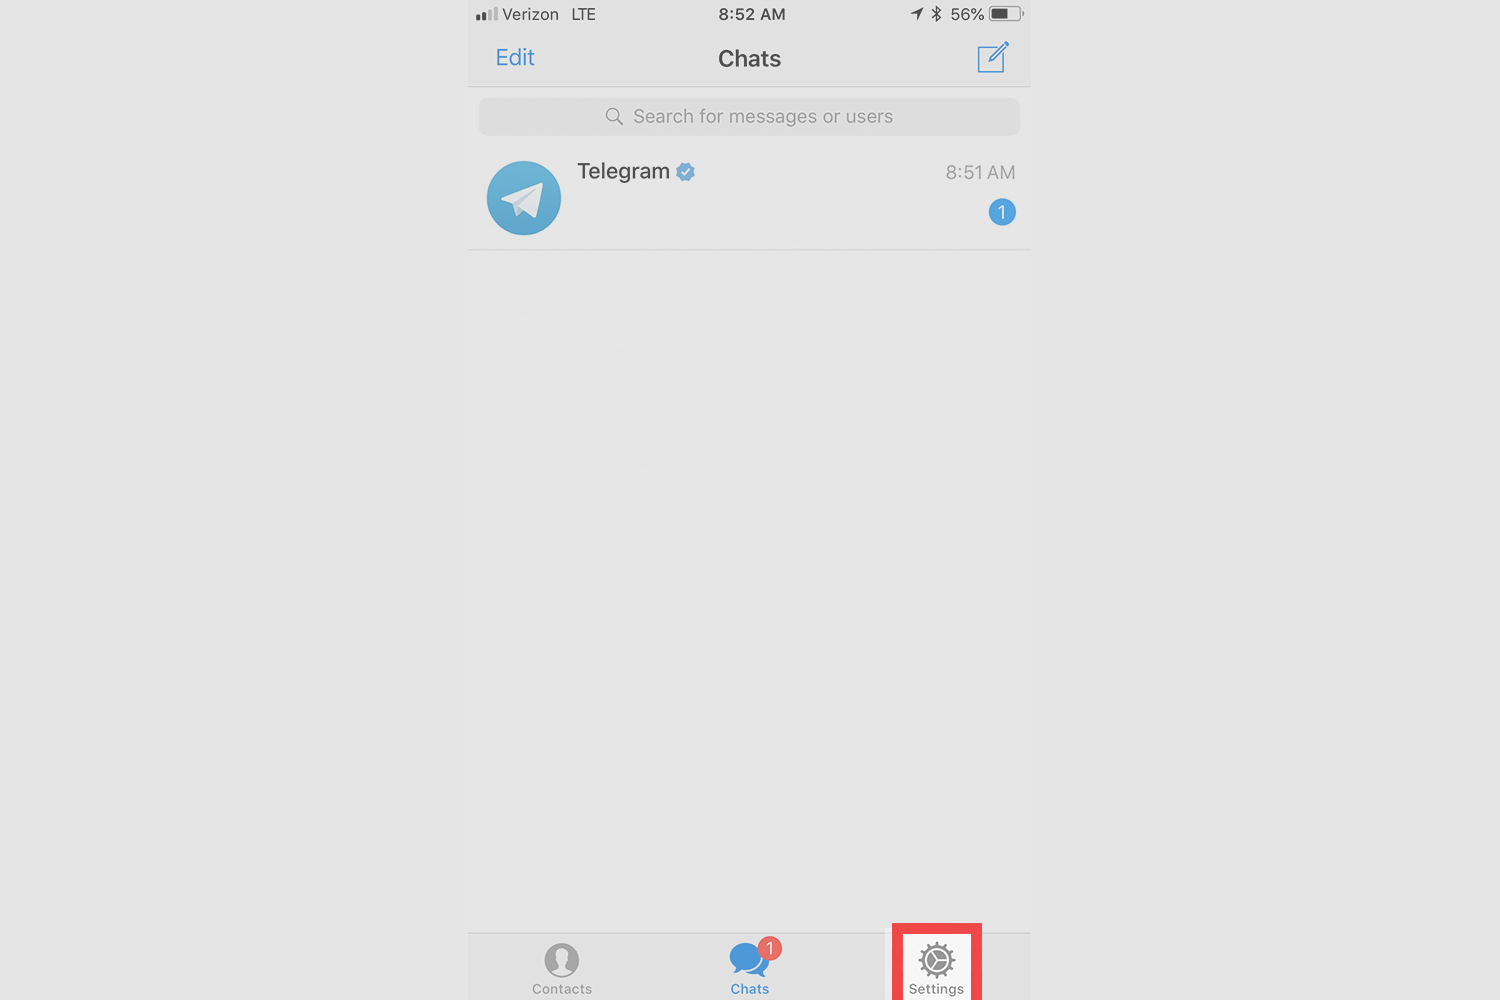 Verizon LTE 8:52 AM 56%
Edit Chats
Search for messages or users
Telegram 8:51 AM
1
1
Contacts Chats Settings